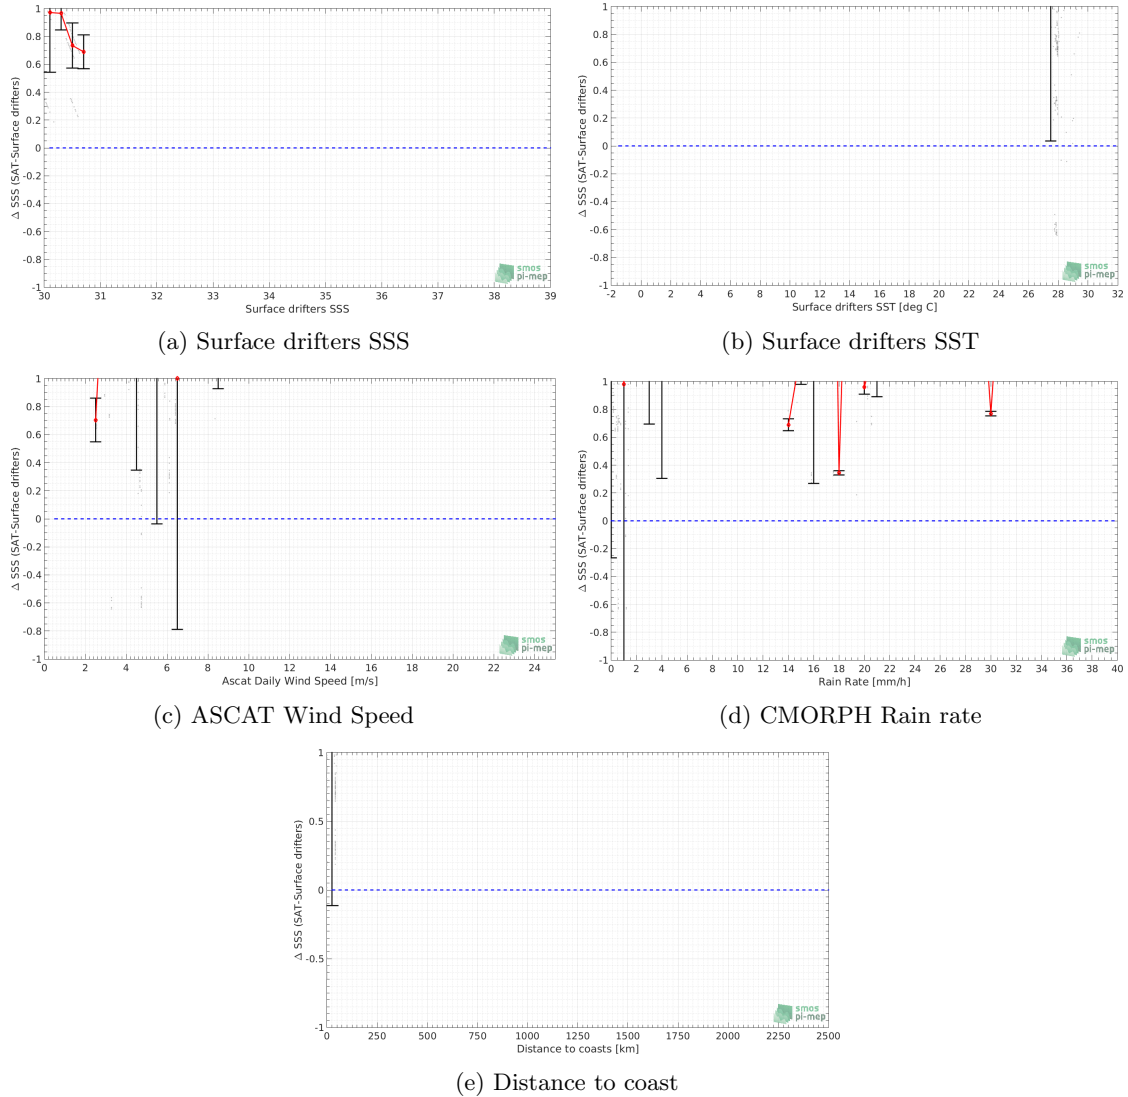 1
0.8
0.6
0.4
0.2
0
-0.2
-0.4
-0.6
-0.8
-1
Δ SSS (SAT-Surface drifters)
30 31 32 33 34 35 36 37 38 39
Surface drifters SSS
smos
pi-mep
(a) Surface drifters SSS
1
0.8
0.6
0.4
0.2
0
-0.2
-0.4
-0.6
-0.8
-1
Δ SSS (SAT-Surface drifters)
-2 0 2 4 6 8 10 12 14 16 18 20 22 24 26 28 30 32
Surface drifters SST [deg C]
smos
pi-mep
(b) Surface drifters SST
1
0.8
0.6
0.4
0.2
0
-0.2
-0.4
-0.6
-0.8
-1
Δ SSS (SAT-Surface drifters)
0 2 4 6 8 10 12 14 16 18 20 22 24
Ascat Daily Wind Speed [m/s]
smos
pi-mep
(c) ASCAT Wind Speed
1
0.8
0.6
0.4
0.2
0
-0.2
-0.4
-0.6
-0.8
-1
Δ SSS (SAT-Surface drifters)
0 2 4 6 8 10 12 14 16 18 20 22 24 26 28 30 32 34 36 38 40
Rain Rate [mm/h]
smos
pi-mep
(d) CMORPH Rain rate
1
0.5
0
-0.5
-1
Δ SSS (SAT-Surface drifters)
0 250 500 750 1000 1250 1500 1750 2000 2250 2500
Distance to coasts [km]
smos
pi-mep
(e) Distance to coast